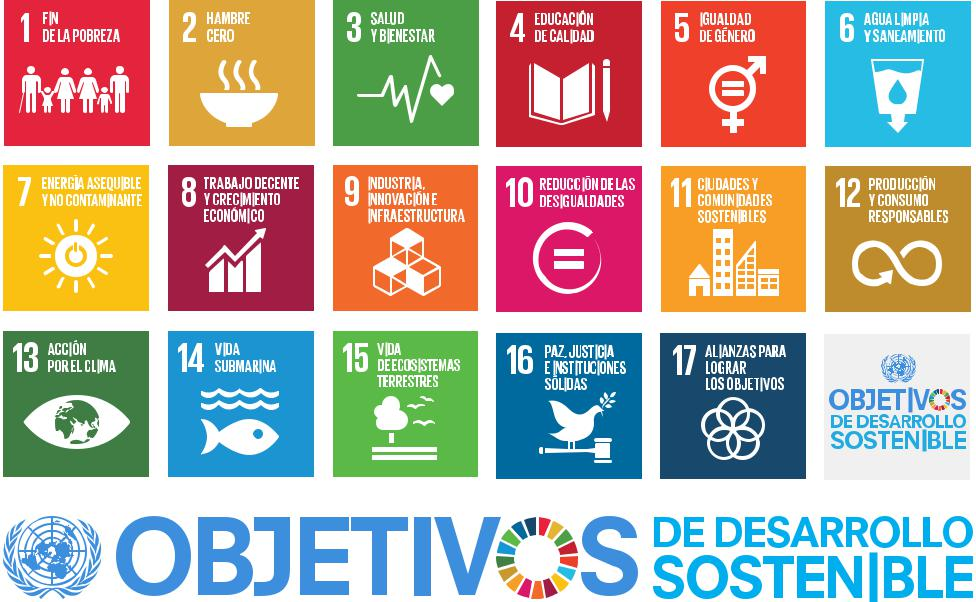 1 FIN
DE LA POBREZA
2 HAMBRE
CERO
3 SALUD
Y BIENESTAR
4 EDUCACIÓN
DE CALIDAD
5 IGUALDAD
DE GÉNERO
6 AGUA LIMPIA
Y SANEAMIENTO
7 ENERGÍA ASEQUIBLE
Y NO CONTAMINANTE
8 TRABAJO DECENTE
Y CRECIMIENTO
ECONÓMICO
9 INDUSTRIA,
INNOVACIÓN E
INFRAESTRUCTURA
10 REDUCCIÓN DE LAS
DESIGUALDADES
11 CIUDADES Y
COMUNIDADES
SOSTENIBLES
12 PRODUCCIÓN
Y CONSUMO
RESPONSABLES
13 ACCIÓN
POR EL CLIMA
14 VIDA
SUBMARINA
15 VIDA
DE ECOSISTEMAS
TERRESTRES
16 PAZ, JUSTICIA
E INSTITUCIONES
SÓLIDAS
17 ALIANZAS PARA
LOGRAR
LOS OBJETIVOS
OBJETIVOS
DE DESARROLLO
SOSTENIBLE
OBJETIVOS
DE DESARROLLO
SOSTENIBLE